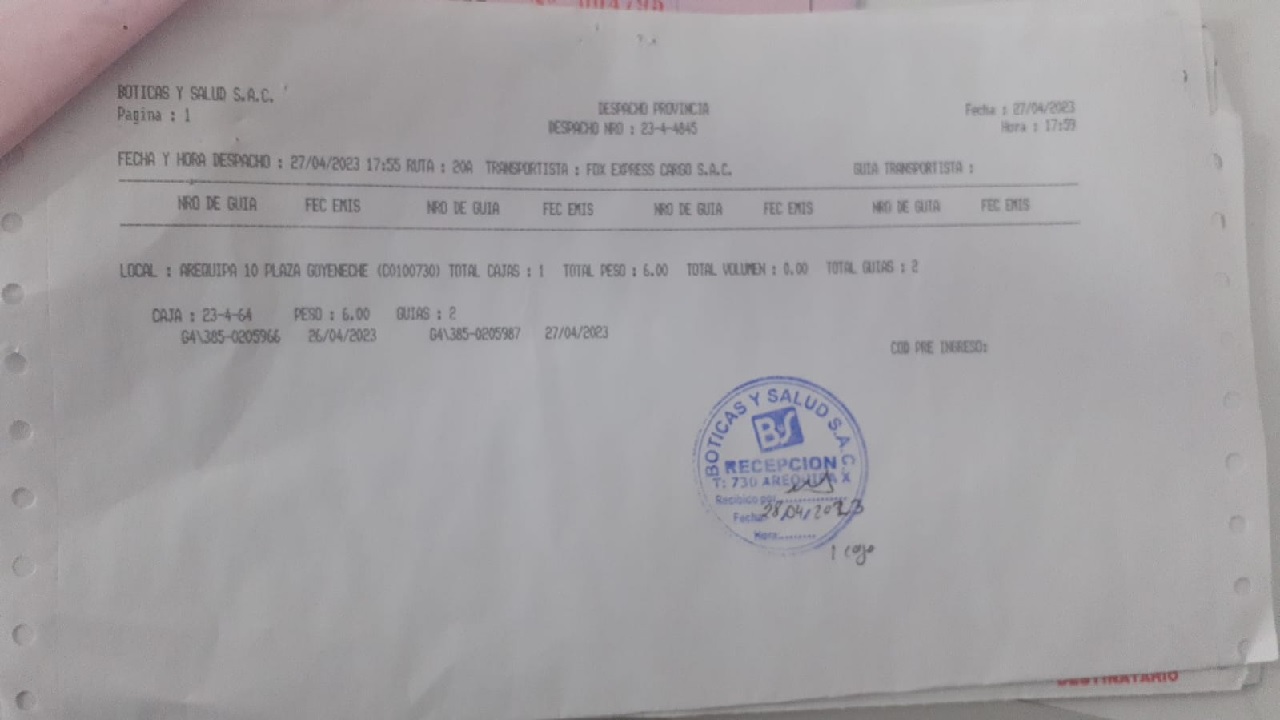 004796
BOTICAS Y SALUD S.A.C.
Pagina : 1
DESPACHO PROVINCIA
DESPACHO NRO : 23-4-4845
Fecha : 27/04/2023
Hora : 17:59
FECHA Y HORA DESPACHO : 27/04/2023 17:55 RUTA : 20A TRANSPORTISTA : FOX EXPRESS CARGO S.A.C. GUIA TRANSPORTISTA :
NRO DE GUIA FEC EMIS NRO DE GUIA FEC EMIS NRO DE GUIA FEC EMIS NRO DE GUIA FEC EMIS
LOCAL : AREQUIPA 10 PLAZA GOYENECHE (C0100730) TOTAL CAJAS : 1 TOTAL PESO : 6.00 TOTAL VOLUMEN : 0.00 TOTAL GUIAS : 2
CAJA : 23-4-64 PESO : 6.00 GUIAS : 2
G4\385-0205966 26/04/2023 G4\385-0205987 27/04/2023
COD PRE INGRESO:
BOTICAS Y SALUD S.A.C.
BS
RECEPCION
T: 730 AREQUIPA X
Recibido por
Fecha: 28/04/2023
Hora:
1 caja
DESTINATARIO